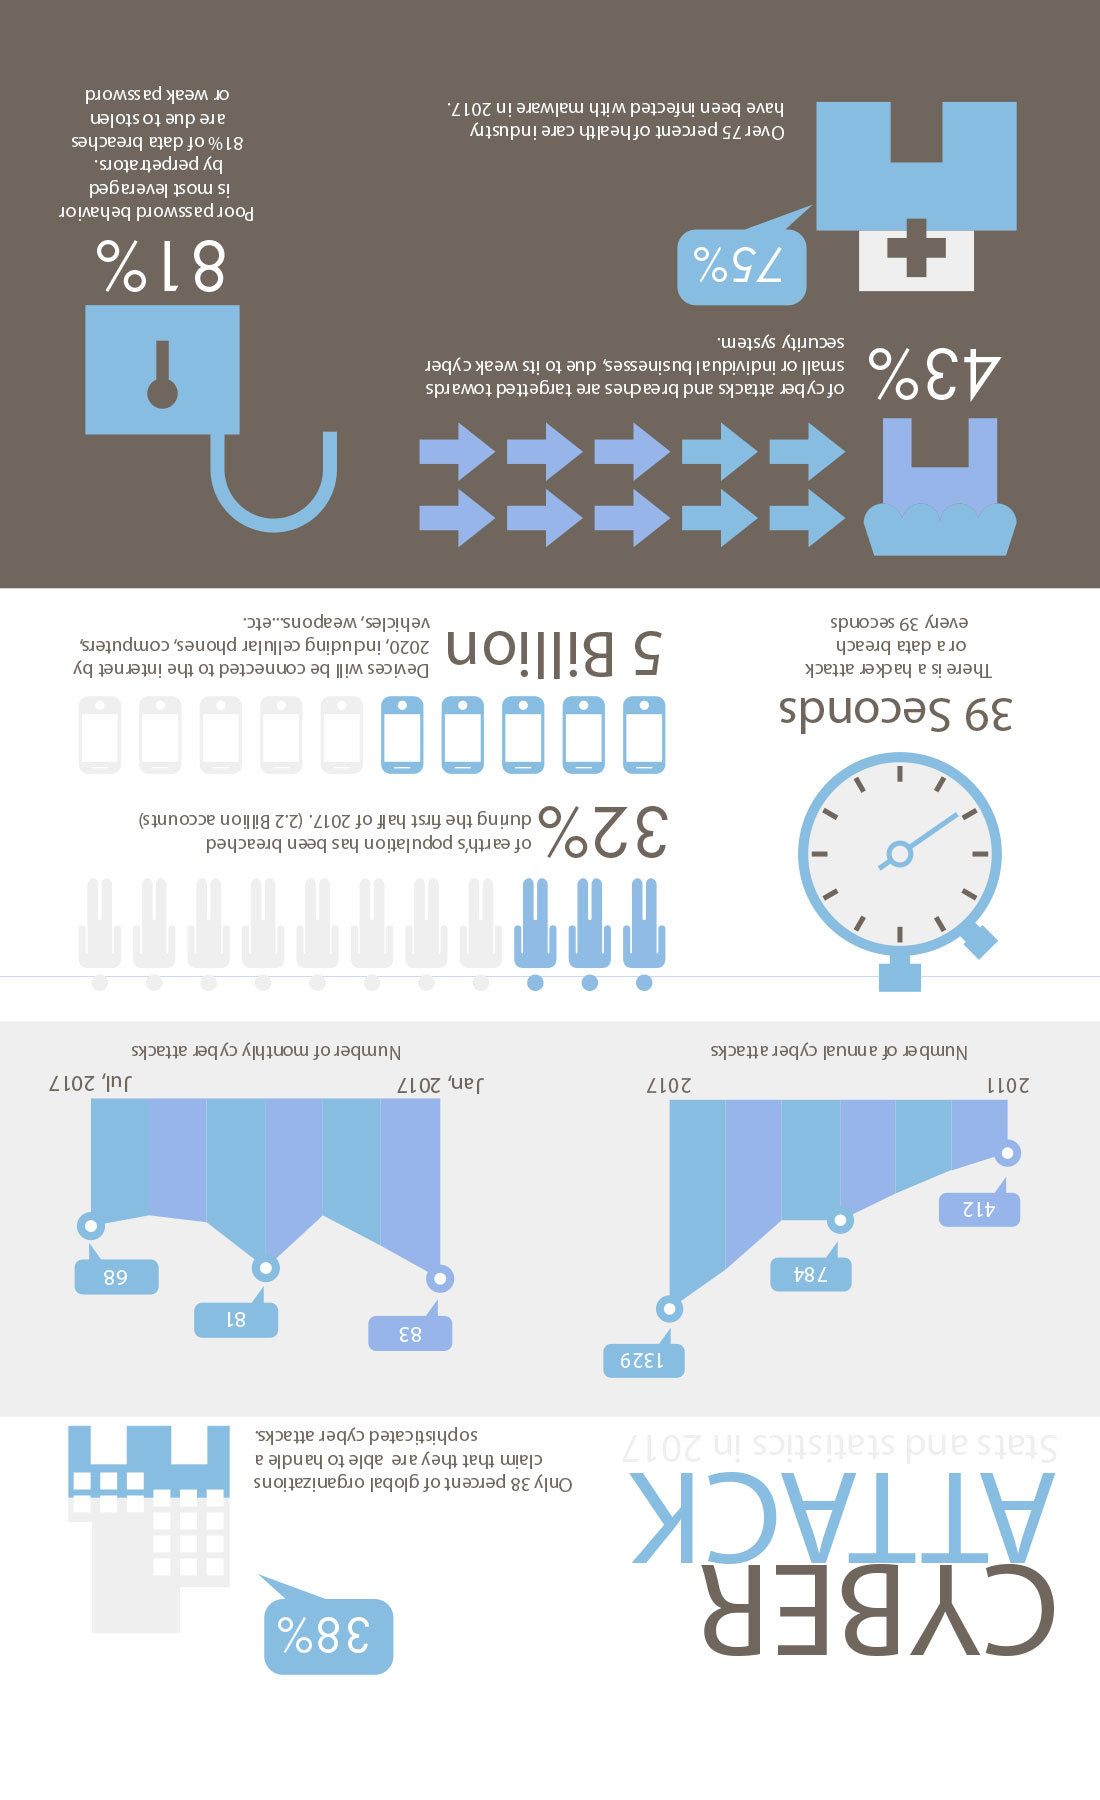 CYBER
ATTACK
Stats and statistics in 2017
38%
Only 38 percent of global organizations
claim that they are able to handle a
sophisticated cyber attacks.
1329
784
412
2011
2017
Number of annual cyber attacks
83
81
68
Jan, 2017
Jul, 2017
Number of monthly cyber attacks
39 Seconds
There is a hacker attack
or a data breach
every 39 seconds
32%
of earth's population has been breached
during the first half of 2017. (2.2 Billion accounts)
5 Billion
Devices will be connected to the internet by
2020, including cellular phones, computers,
vehicles, weapons...etc.
43%
of cyber attacks and breaches are targetted towards
small or individual businesses, due to its weak cyber
security system.
75%
Over 75 percent of health care industry
have been infected with malware in 2017.
81%
Poor password behavior
is most leveraged
by perpetrators.
81% of data breaches
are due to stolen
or weak password